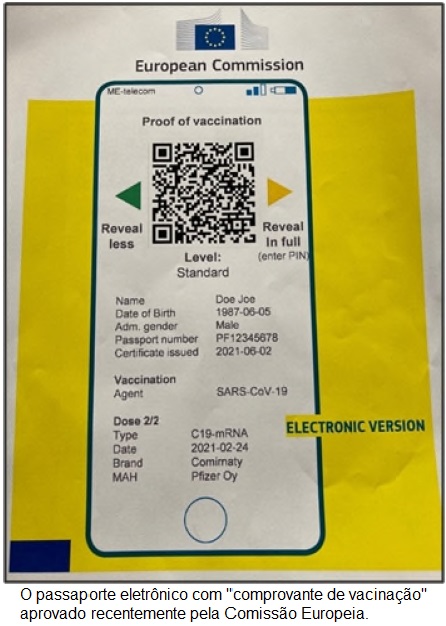 European Commission
ME-telecom
Proof of vaccination
Reveal less
Reveal In full (enter PIN)
Level:
Standard
Name Doe Joe
Date of Birth 1987-06-05
Adm. gender Male
Passport number PF12345678
Certificate issued 2021-06-02
Vaccination
Agent SARS-CoV-19
Dose 2/2
Type C19-mRNA
Date 2021-02-24
Brand Comirnaty
MAH Pfizer Oy
ELECTRONIC VERSION
O passaporte eletrônico com "comprovante de vacinação"
aprovado recentemente pela Comissão Europeia.